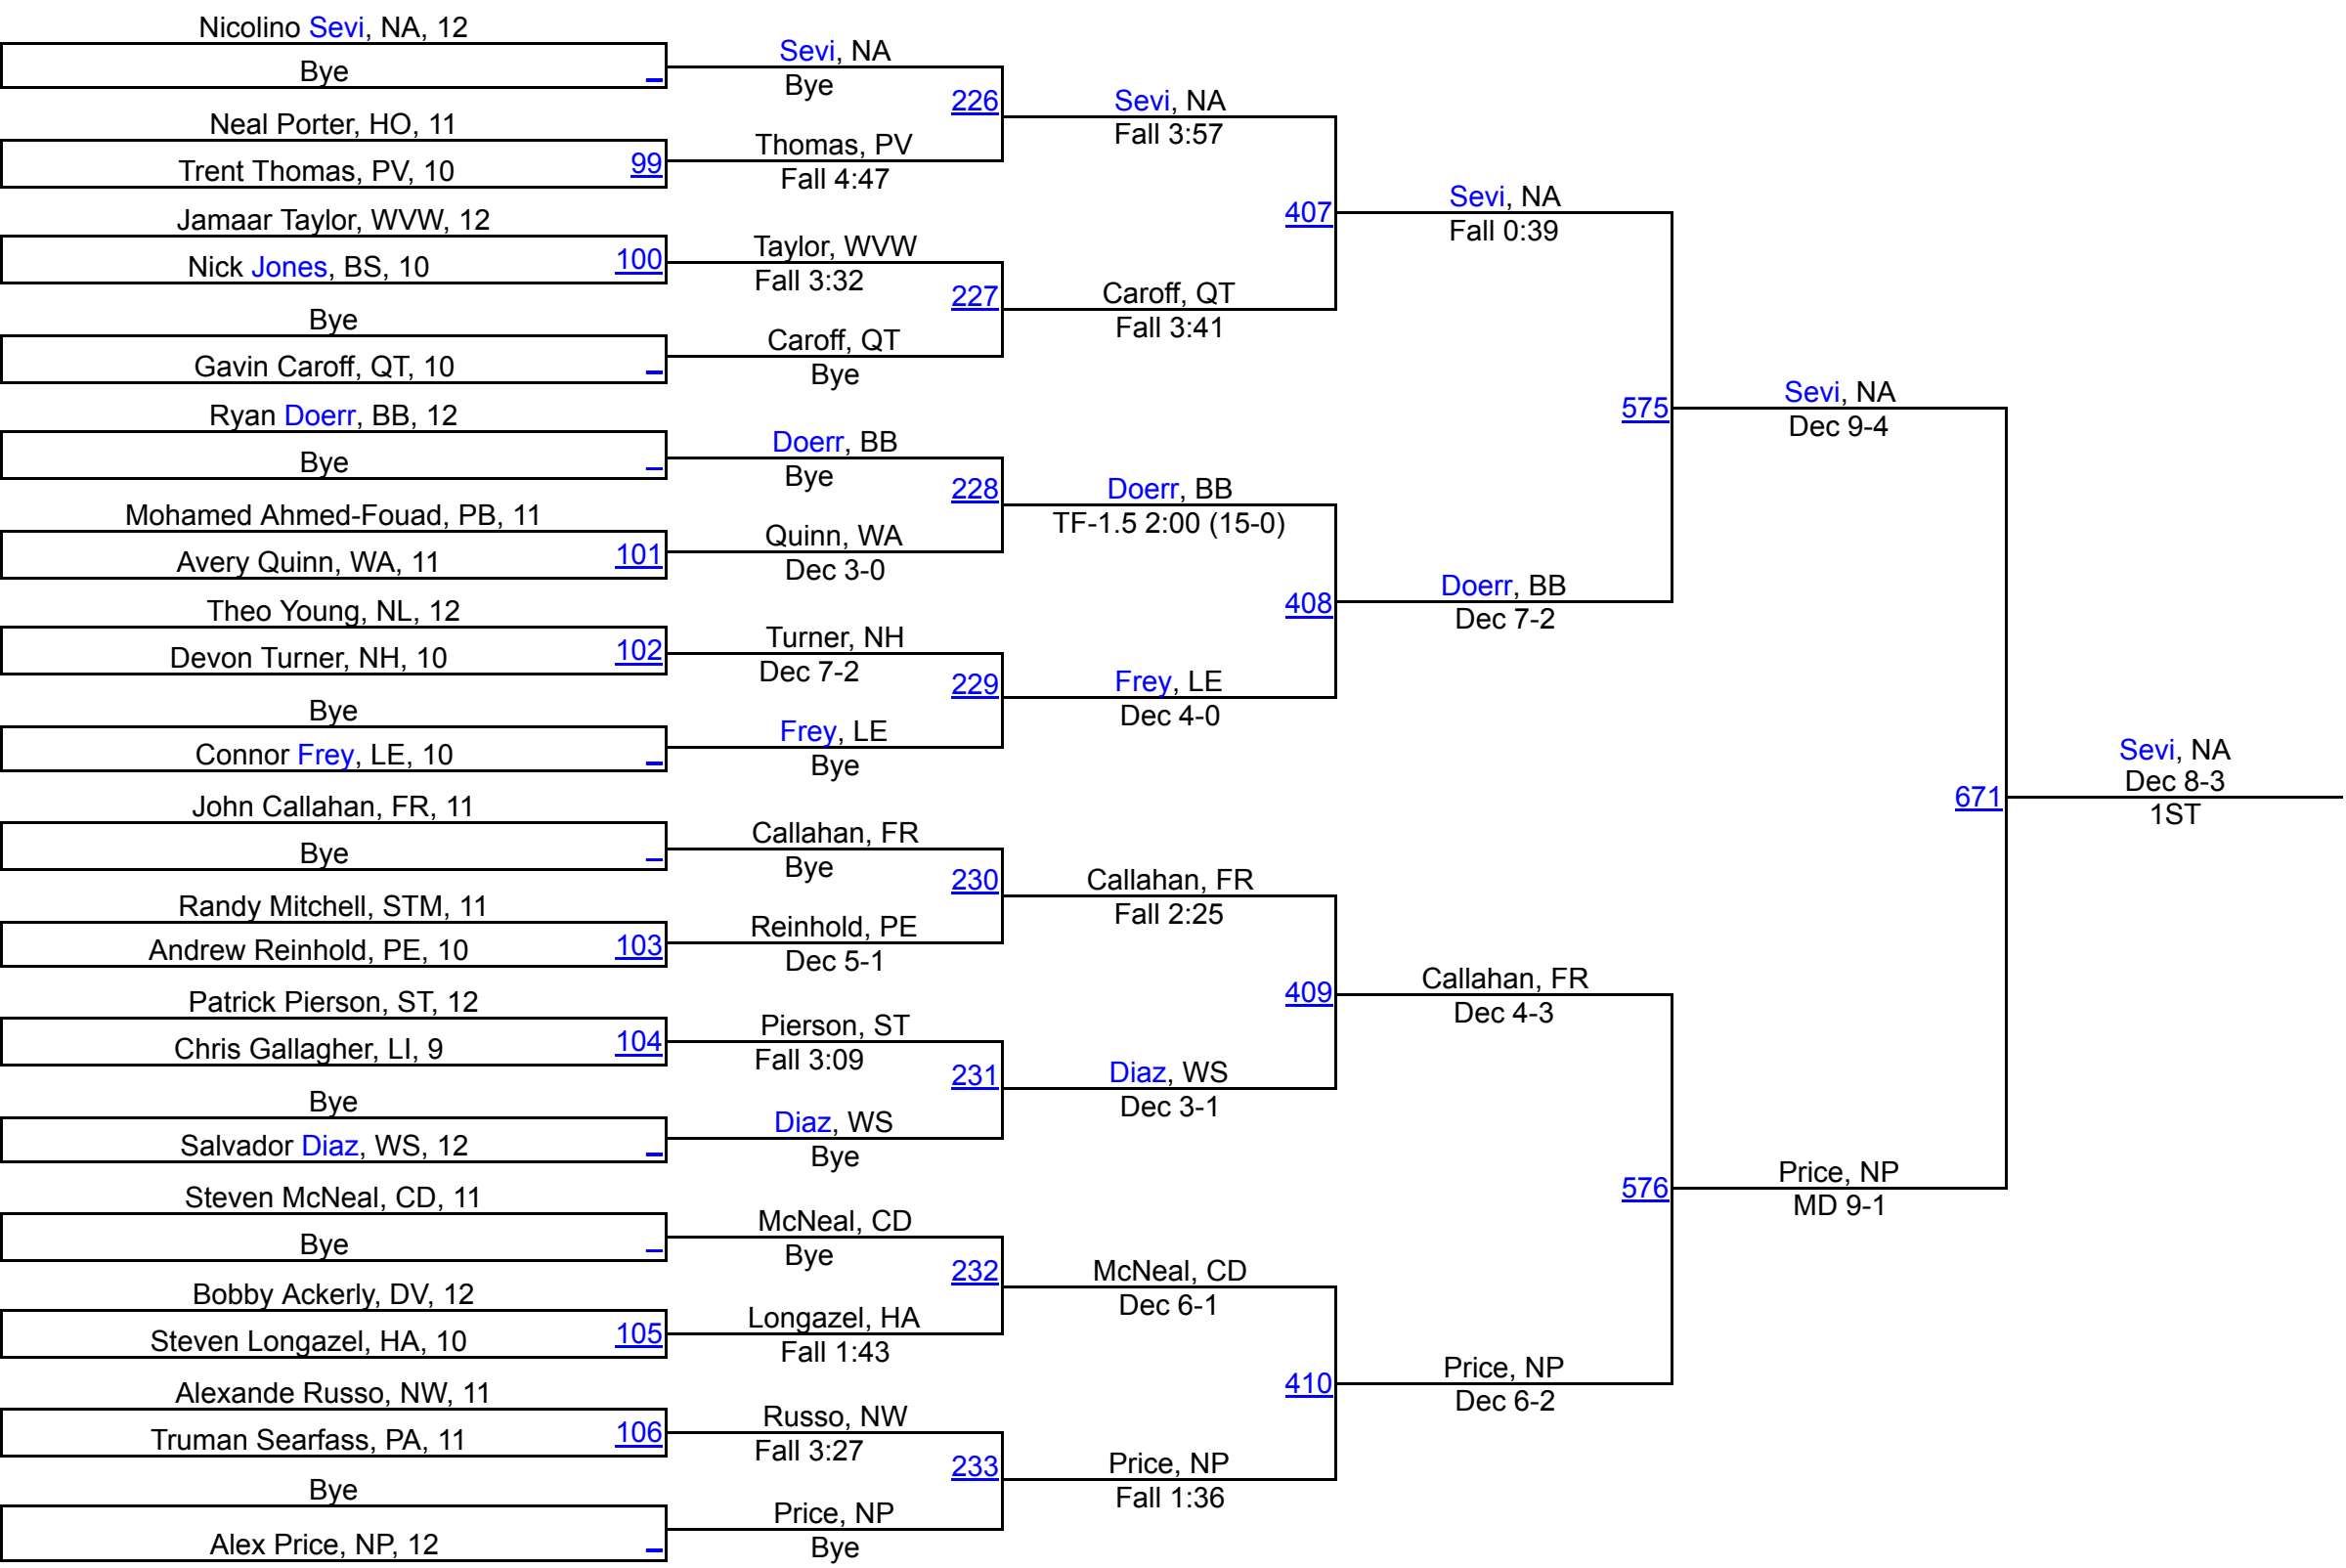 Nicolino Sevi, NA, 12
Bye
Neal Porter, HO, 11
99
Trent Thomas, PV, 10
Jamaar Taylor, WVW, 12
100
Nick Jones, BS, 10
Bye
Gavin Caroff, QT, 10
Ryan Doerr, BB, 12
Bye
Mohamed Ahmed-Fouad, PB, 11
101
Avery Quinn, WA, 11
Theo Young, NL, 12
102
Devon Turner, NH, 10
Bye
Connor Frey, LE, 10
John Callahan, FR, 11
Bye
Randy Mitchell, STM, 11
103
Andrew Reinhold, PE, 10
Patrick Pierson, ST, 12
104
Chris Gallagher, LI, 9
Bye
Salvador Diaz, WS, 12
Steven McNeal, CD, 11
Bye
Bobby Ackerly, DV, 12
105
Steven Longazel, HA, 10
Alexande Russo, NW, 11
106
Truman Searfass, PA, 11
Bye
Alex Price, NP, 12
Sevi, NA
Bye
226
Thomas, PV
Fall 4:47
Taylor, WVW
Fall 3:32
227
Caroff, QT
Bye
Doerr, BB
Bye
228
Quinn, WA
Dec 3-0
Turner, NH
Dec 7-2
229
Frey, LE
Bye
Callahan, FR
Bye
230
Reinhold, PE
Dec 5-1
Pierson, ST
Fall 3:09
231
Diaz, WS
Bye
McNeal, CD
Bye
232
Longazel, HA
Fall 1:43
Russo, NW
Fall 3:27
233
Price, NP
Bye
Sevi, NA
Fall 3:57
407
Caroff, QT
Fall 3:41
Doerr, BB
TF-1.5 2:00 (15-0)
408
Frey, LE
Dec 4-0
Callahan, FR
Fall 2:25
409
Diaz, WS
Dec 3-1
McNeal, CD
Dec 6-1
410
Price, NP
Fall 1:36
Sevi, NA
Fall 0:39
575
Doerr, BB
Dec 7-2
Callahan, FR
Dec 4-3
576
Price, NP
Dec 6-2
Sevi, NA
Dec 9-4
671
Price, NP
MD 9-1
Sevi, NA
Dec 8-3
1ST